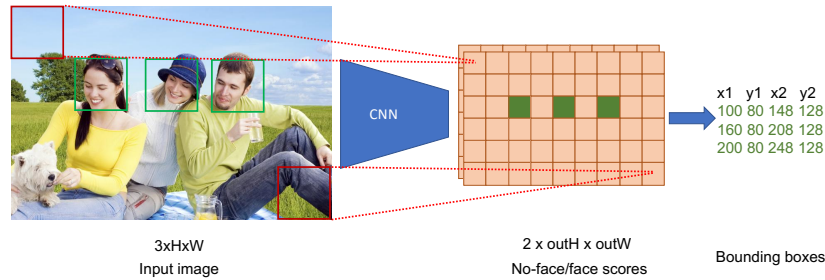 CNN
x1 y1 x2 y2
100 80 148 128
160 80 208 128
200 80 248 128
3xHxW
Input image
2 x outH x outW
No-face/face scores
Bounding boxes